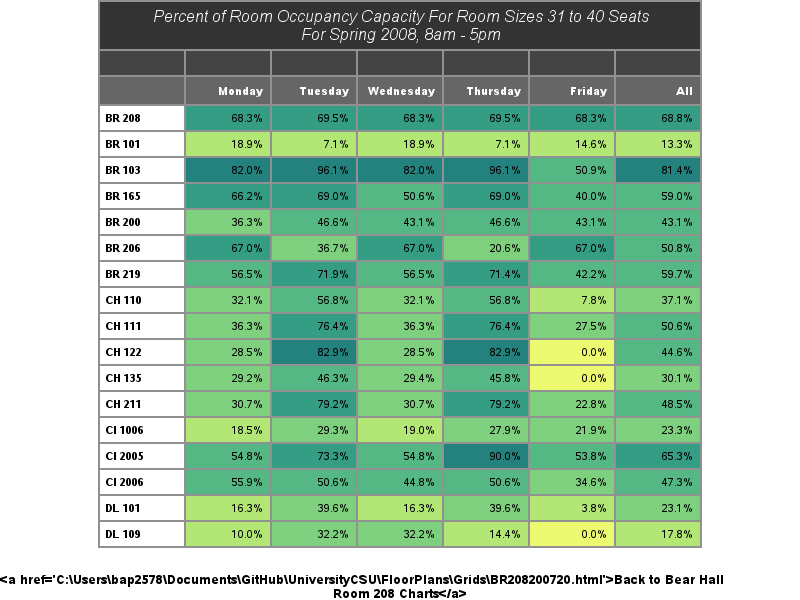 Percent of Room Occupancy Capacity For Room Sizes 31 to 40 Seats
For Spring 2008, 8am - 5pm
Monday Tuesday Wednesday Thursday Friday All
BR 208 68.3% 69.5% 68.3% 69.5% 68.3% 68.8%
BR 101 18.9% 7.1% 18.9% 7.1% 14.6% 13.3%
BR 103 82.0% 96.1% 82.0% 96.1% 50.9% 81.4%
BR 165 66.2% 69.0% 50.6% 69.0% 40.0% 59.0%
BR 200 36.3% 46.6% 43.1% 46.6% 43.1% 43.1%
BR 206 67.0% 36.7% 67.0% 20.6% 67.0% 50.8%
BR 219 56.5% 71.9% 56.5% 71.4% 42.2% 59.7%
CH 110 32.1% 56.8% 32.1% 56.8% 7.8% 37.1%
CH 111 36.3% 76.4% 36.3% 76.4% 27.5% 50.6%
CH 122 28.5% 82.9% 28.5% 82.9% 0.0% 44.6%
CH 135 29.2% 46.3% 29.4% 45.8% 0.0% 30.1%
CH 211 30.7% 79.2% 30.7% 79.2% 22.8% 48.5%
CI 1006 18.5% 29.3% 19.0% 27.9% 21.9% 23.3%
CI 2005 54.8% 73.3% 54.8% 90.0% 53.8% 65.3%
CI 2006 55.9% 50.6% 44.8% 50.6% 34.6% 47.3%
DL 101 16.3% 39.6% 16.3% 39.6% 3.8% 23.1%
DL 109 10.0% 32.2% 32.2% 14.4% 0.0% 17.8%
<a href='C:\Users\bap2578\Documents\GitHub\UniversityCSU\FloorPlans\Grids\BR208200720.html'>Back to Bear Hall
Room 208 Charts</a>